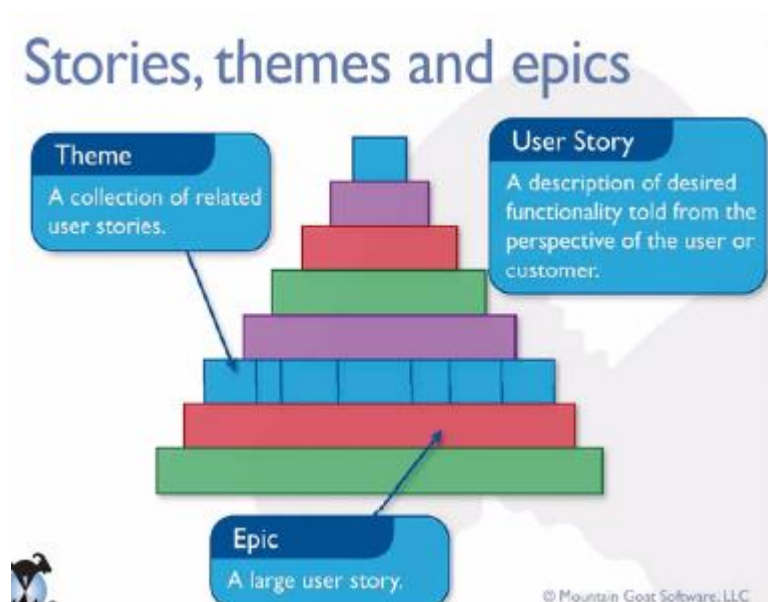 Stories, themes and epics
Theme
A collection of related
user stories.
User Story
A description of desired
functionality told from the
perspective of the user or
customer.
Epic
A large user story.
© Mountain Goat Software, LLC